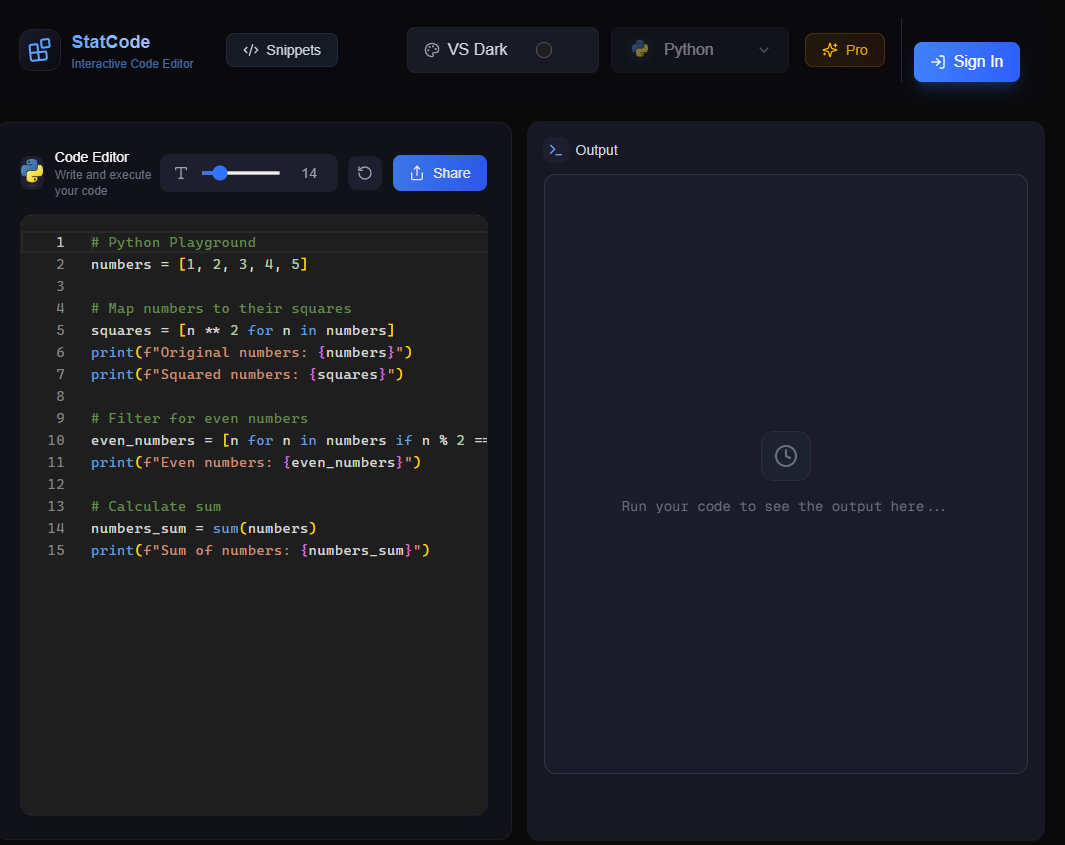 StatCode
Interactive Code Editor
Snippets
VS Dark
Python
Pro
Sign In
Code Editor
Write and execute
your code
14
Share
1 # Python Playground
2 numbers = [1, 2, 3, 4, 5]
3
4 # Map numbers to their squares
5 squares = [n ** 2 for n in numbers]
6 print(f"Original numbers: {numbers}")
7 print(f"Squared numbers: {squares}")
8
9 # Filter for even numbers
10 even_numbers = [n for n in numbers if n % 2 ==
11 print(f"Even numbers: {even_numbers}")
12
13 # Calculate sum
14 numbers_sum = sum(numbers)
15 print(f"Sum of numbers: {numbers_sum}")
Output
Run your code to see the output here...